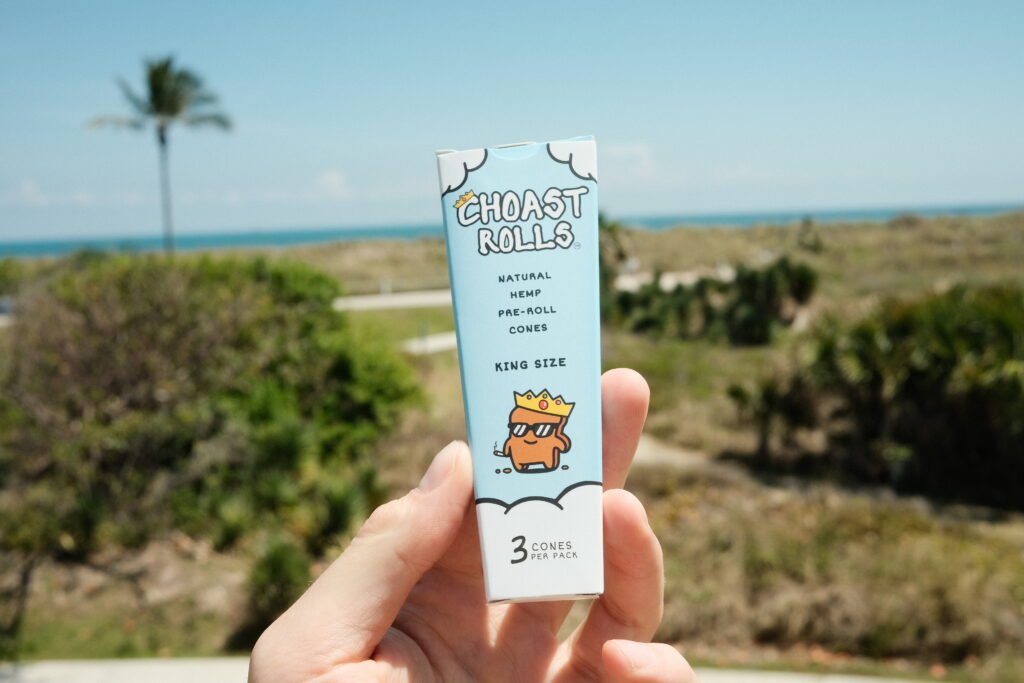 CHOAST
ROLLS
NATURAL
HEMP
PRE-ROLL
CONES
KING SIZE
3 CONES
PER PACK